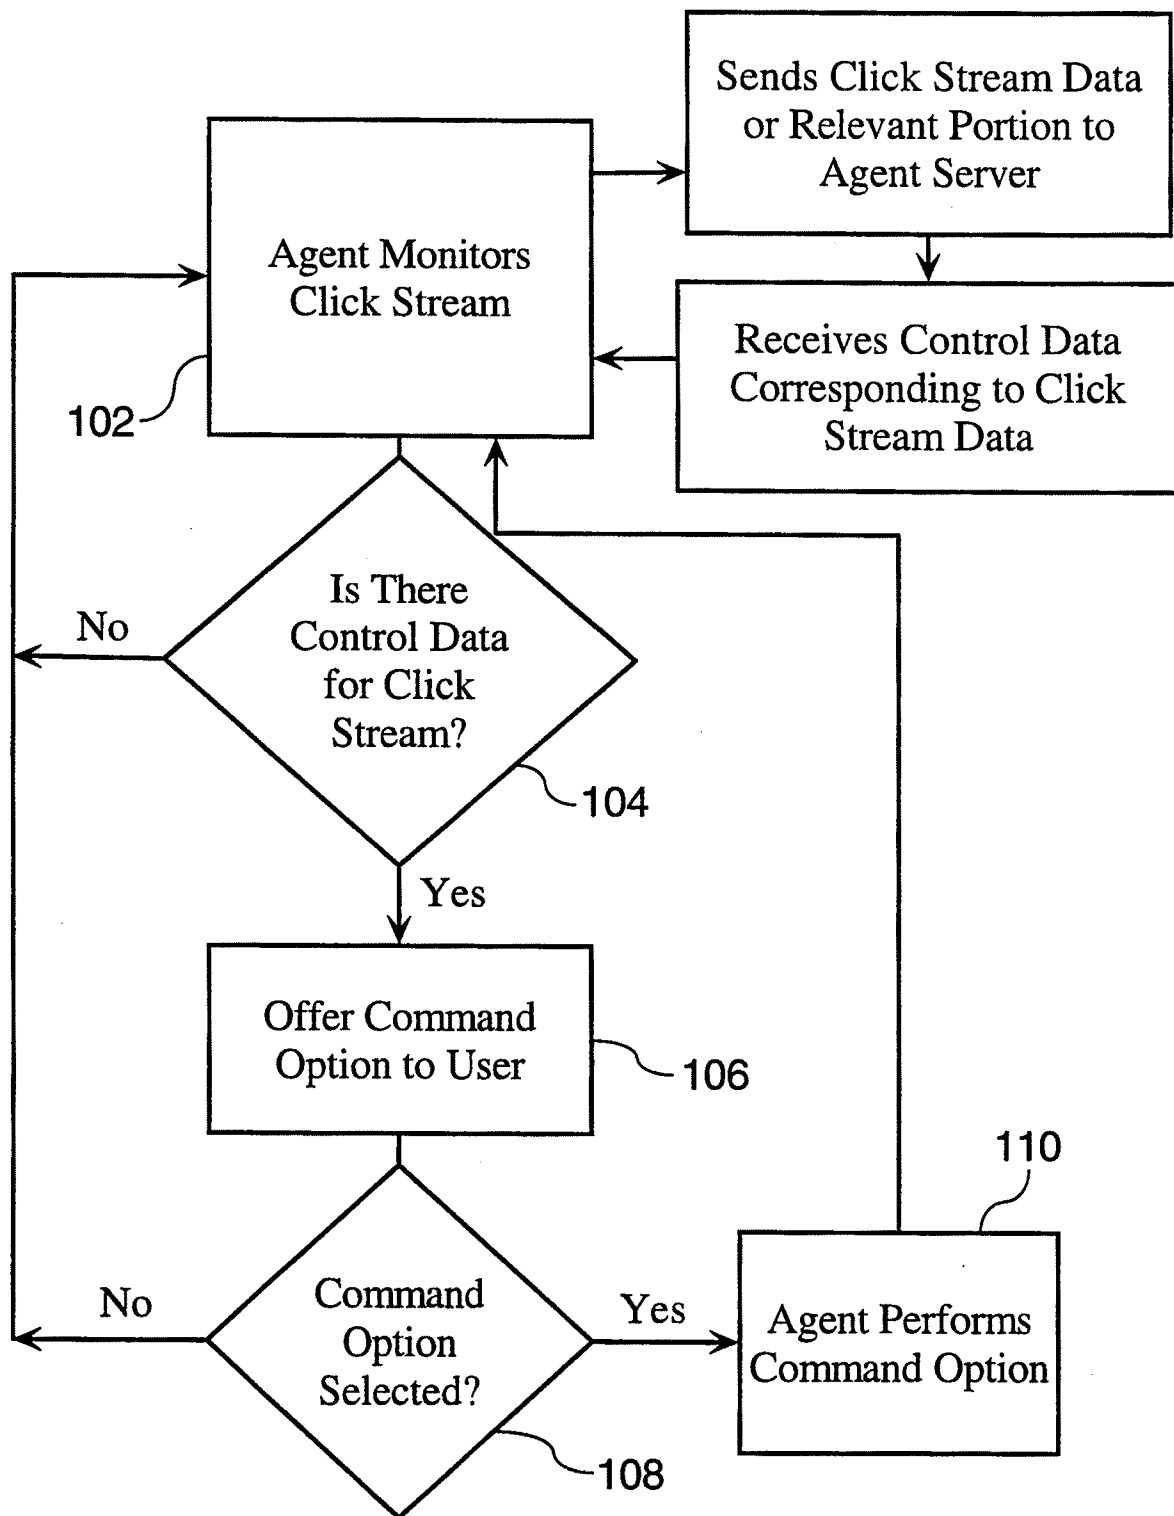 Sends Click Stream Data
or Relevant Portion to
Agent Server
Agent Monitors
Click Stream
102
Receives Control Data
Corresponding to Click
Stream Data
Is There
Control Data
for Click
Stream?
No
104
Yes
Offer Command
Option to User
106
110
Command
Option
Selected?
No
Yes
Agent Performs
Command Option
108